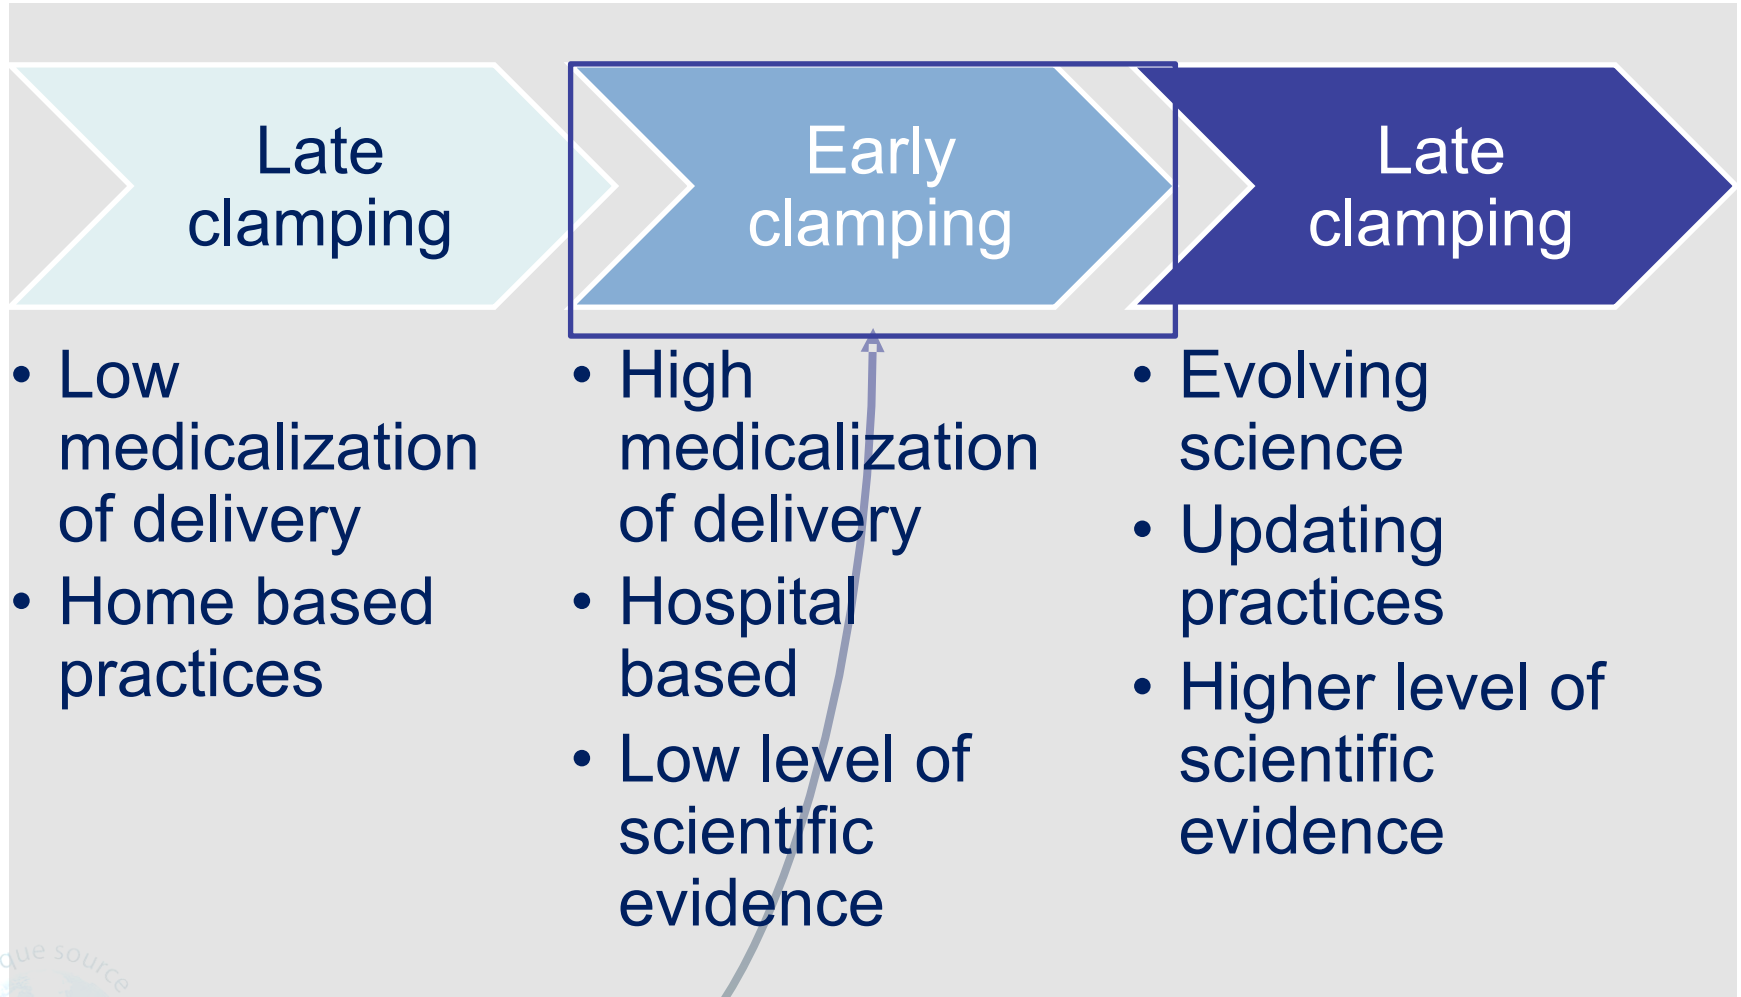 Late
clamping
Early
clamping
Late
clamping
• Low
medicalization
of delivery
• Home based
practices
• High
medicalization
of delivery
• Hospital
based
• Low level of
scientific
evidence
• Evolving
science
• Updating
practices
• Higher level of
scientific
evidence
source